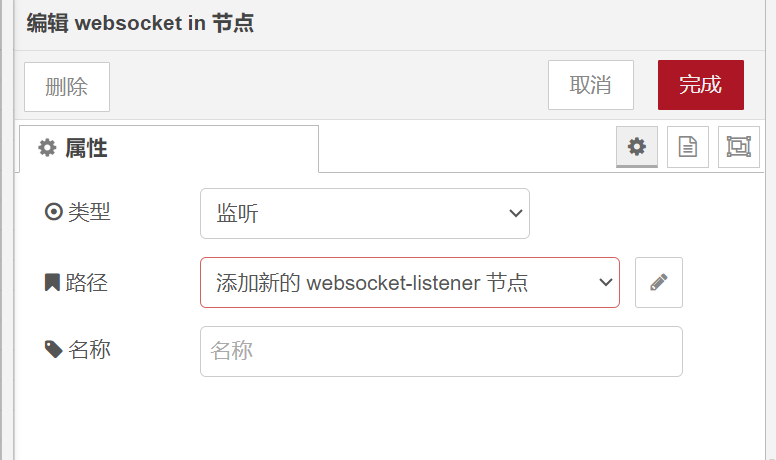 编辑 websocket in 节点
删除
取消
完成
属性
类型
监听
路径
添加新的 websocket-listener 节点
名称
名称